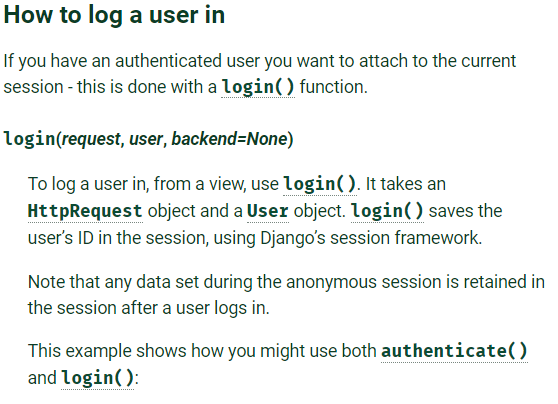 How to log a user in
If you have an authenticated user you want to attach to the current
session - this is done with a login() function.
login(request, user, backend=None)
To log a user in, from a view, use login(). It takes an
HttpRequest object and a User object. login() saves the
user’s ID in the session, using Django’s session framework.
Note that any data set during the anonymous session is retained in
the session after a user logs in.
This example shows how you might use both authenticate()
and login():